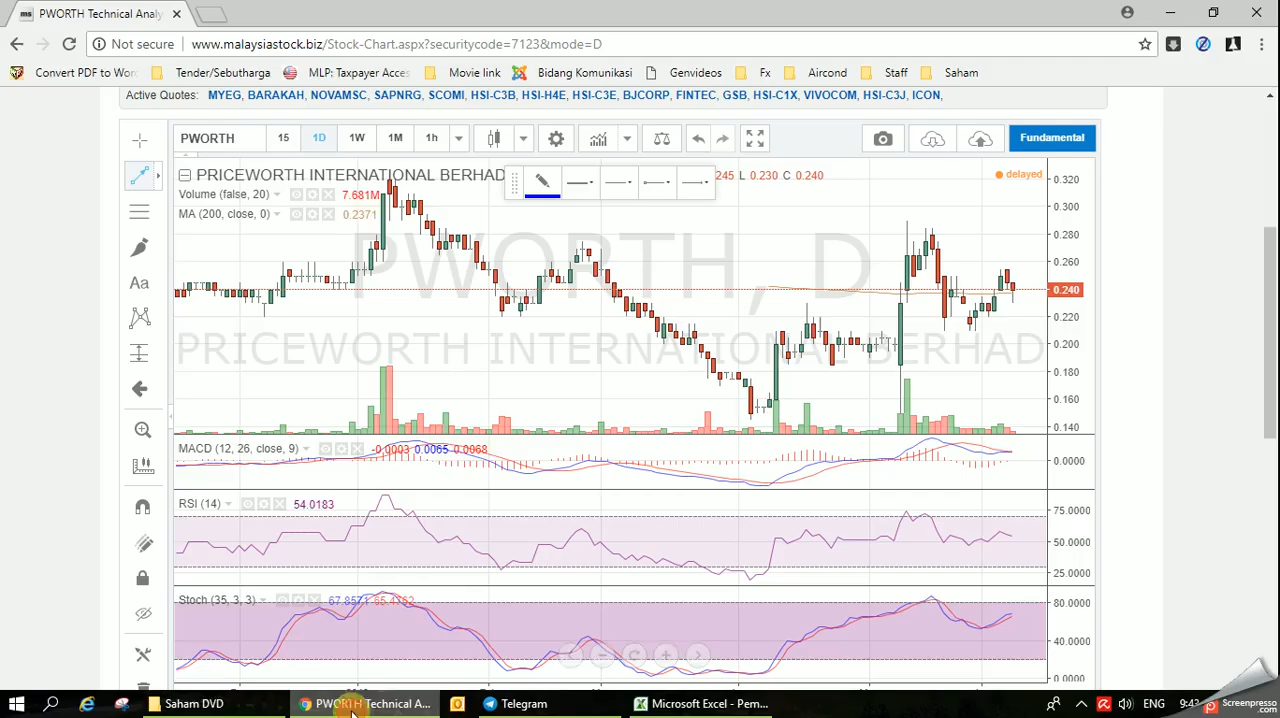 PWORTH Technical Analy
Not secure www.malaysiastock.biz/Stock-Chart.aspx?securitycode=7123&mode=D
Convert PDF to Word Tender/Sebutharga MLP: Taxpayer Acces Movie link Bidang Komunikasi Genvideos Fx Aircond Staff Saham
Active Quotes: MYEG, BARAKAH, NOVAMSC, SAPNRG, SCOMI, HSI-C3B, HSI-H4E, HSI-C3E, BJCORP, FINTEC, GSB, HSI-C1X, VIVOCOM, HSI-C3J, ICON,
PWORTH 15 1D 1W 1M 1h Fundamental
PRICEWORTH INTERNATIONAL BERHAD 245 L 0.230 C 0.240 delayed
Volume (false, 20) 7.681M
MA (200, close, 0) 0.2371
PWORTH, D
PRICEWORTH INTERNATIONAL BERHAD
0.320
0.300
0.280
0.260
0.240
0.220
0.200
0.180
0.160
0.140
MACD (12, 26, close, 9) -0.0003 0.0065 0.0068
0.0000
RSI (14) 54.0183
75.0000
50.0000
25.0000
Stoch (35, 3, 3) 67.8571
80.0000
40.0000
0.0000
Saham DVD PWORTH Technical A... Telegram Microsoft Excel - Pem... ENG 9:43
Screenpresso
.com